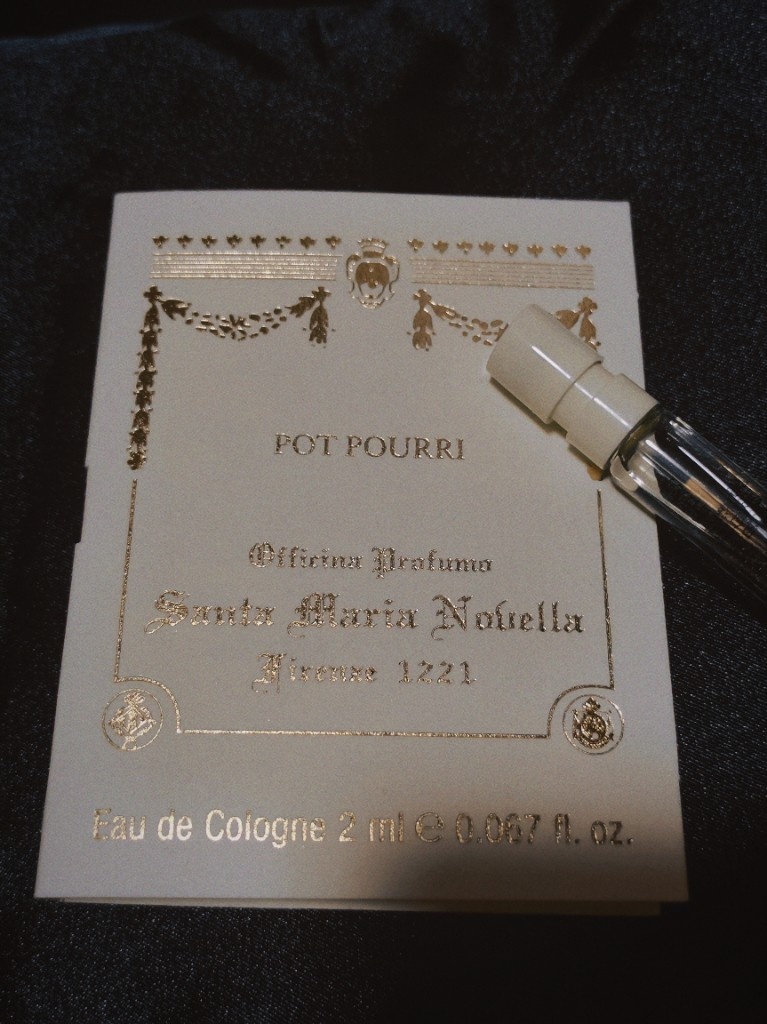 POT POURRI
Officina Profumo
Santa Maria Novella
Firenze 1221
Eau de Cologne 2 ml ℮ 0.067 fl. oz.